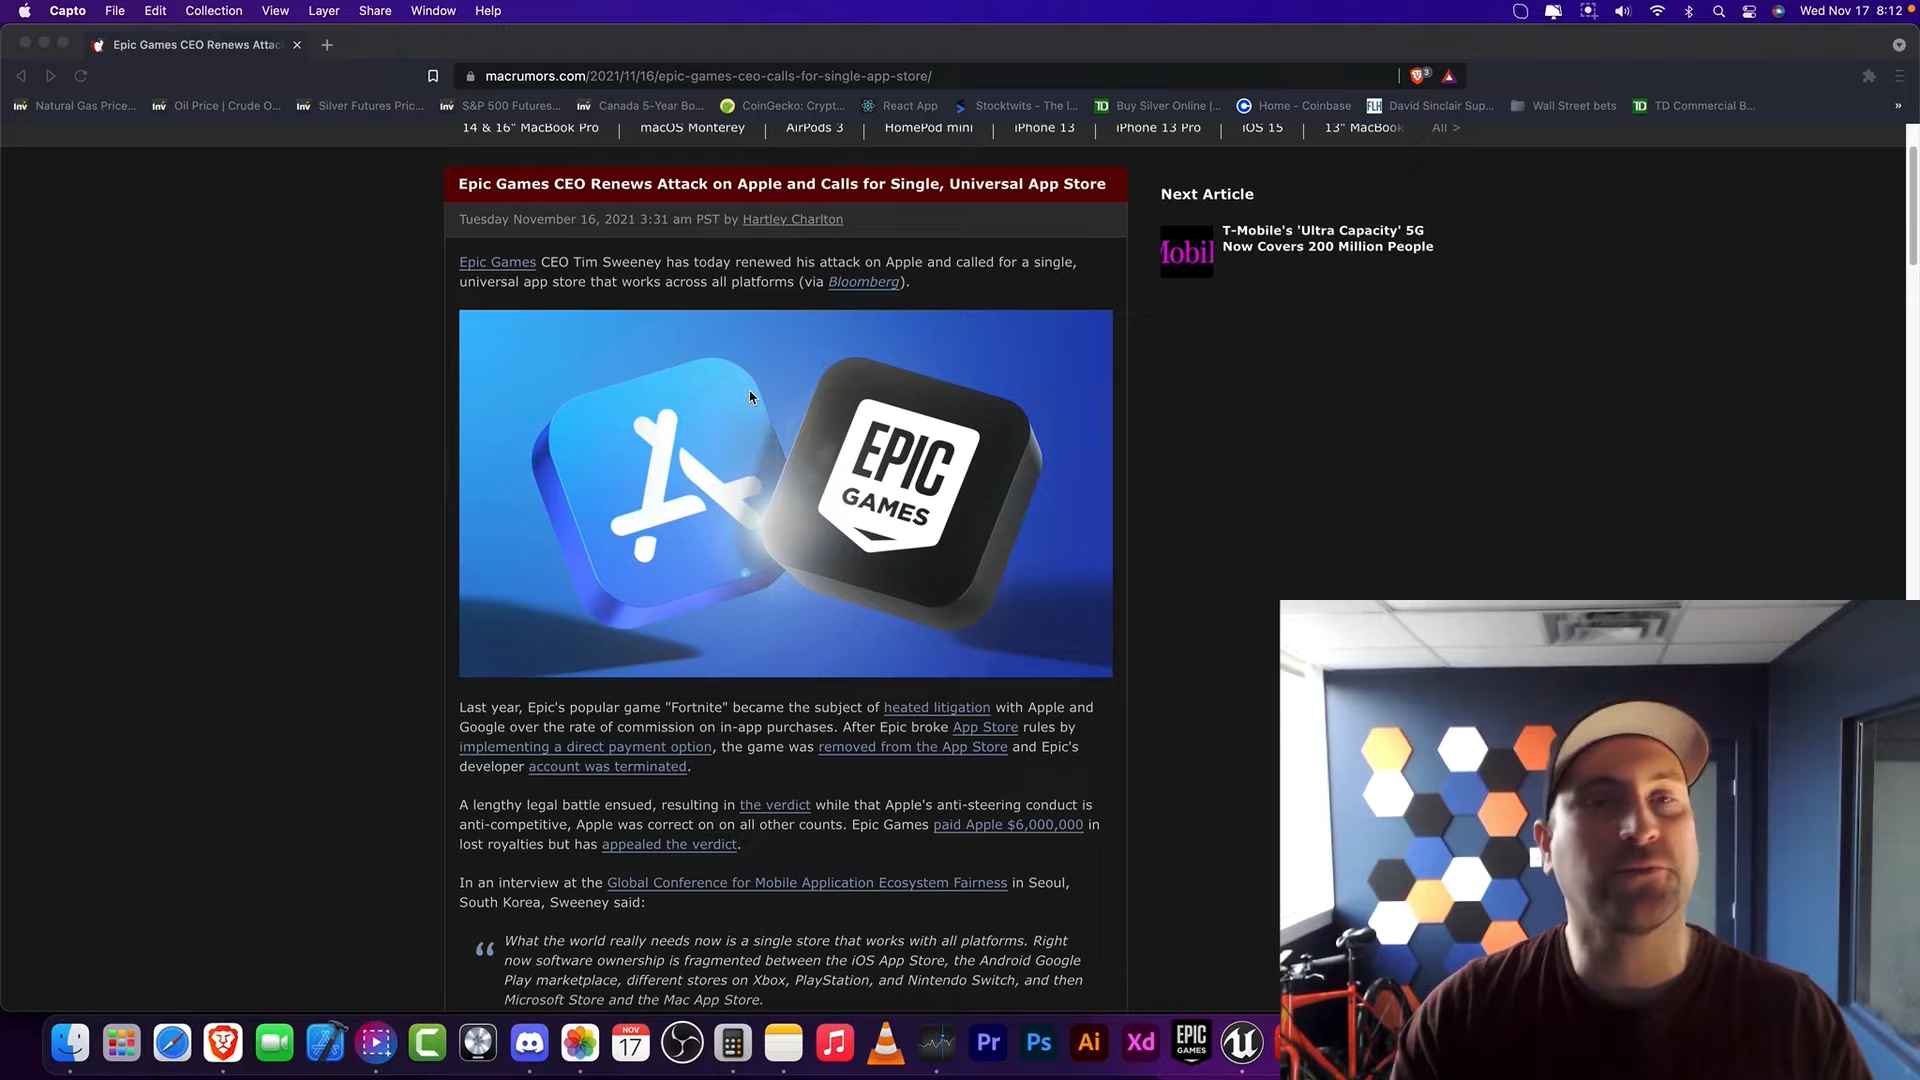 Capto File Edit Collection View Layer Share Window Help Wed Nov 17 8:12
Epic Games CEO Renews Attac
macrumors.com/2021/11/16/epic-games-ceo-calls-for-single-app-store/ 3
Inv Natural Gas Price... Inv Oil Price | Crude O... Inv Silver Futures Pric... Inv S&P 500 Futures... Inv Canada 5-Year Bo... CoinGecko: Crypt... React App Stocktwits - The I... TD Buy Silver Online |... Home - Coinbase FLH David Sinclair Sup... Wall Street bets TD TD Commercial B... »
14 & 16" MacBook Pro | macOS Monterey | AirPods 3 | HomePod mini | iPhone 13 | iPhone 13 Pro | iOS 15 | 13" MacBook All >
Epic Games CEO Renews Attack on Apple and Calls for Single, Universal App Store
Tuesday November 16, 2021 3:31 am PST by Hartley Charlton
Epic Games CEO Tim Sweeney has today renewed his attack on Apple and called for a single,
universal app store that works across all platforms (via Bloomberg).
EPIC
GAMES
Last year, Epic's popular game "Fortnite" became the subject of heated litigation with Apple and
Google over the rate of commission on in-app purchases. After Epic broke App Store rules by
implementing a direct payment option, the game was removed from the App Store and Epic's
developer account was terminated.
A lengthy legal battle ensued, resulting in the verdict while that Apple's anti-steering conduct is
anti-competitive, Apple was correct on on all other counts. Epic Games paid Apple $6,000,000 in
lost royalties but has appealed the verdict.
In an interview at the Global Conference for Mobile Application Ecosystem Fairness in Seoul,
South Korea, Sweeney said:
“ What the world really needs now is a single store that works with all platforms. Right
now software ownership is fragmented between the iOS App Store, the Android Google
Play marketplace, different stores on Xbox, PlayStation, and Nintendo Switch, and then
Microsoft Store and the Mac App Store.
Next Article
Mobil
T-Mobile's 'Ultra Capacity' 5G
Now Covers 200 Million People
NOV
17
Pr Ps Ai Xd
EPIC
GAMES